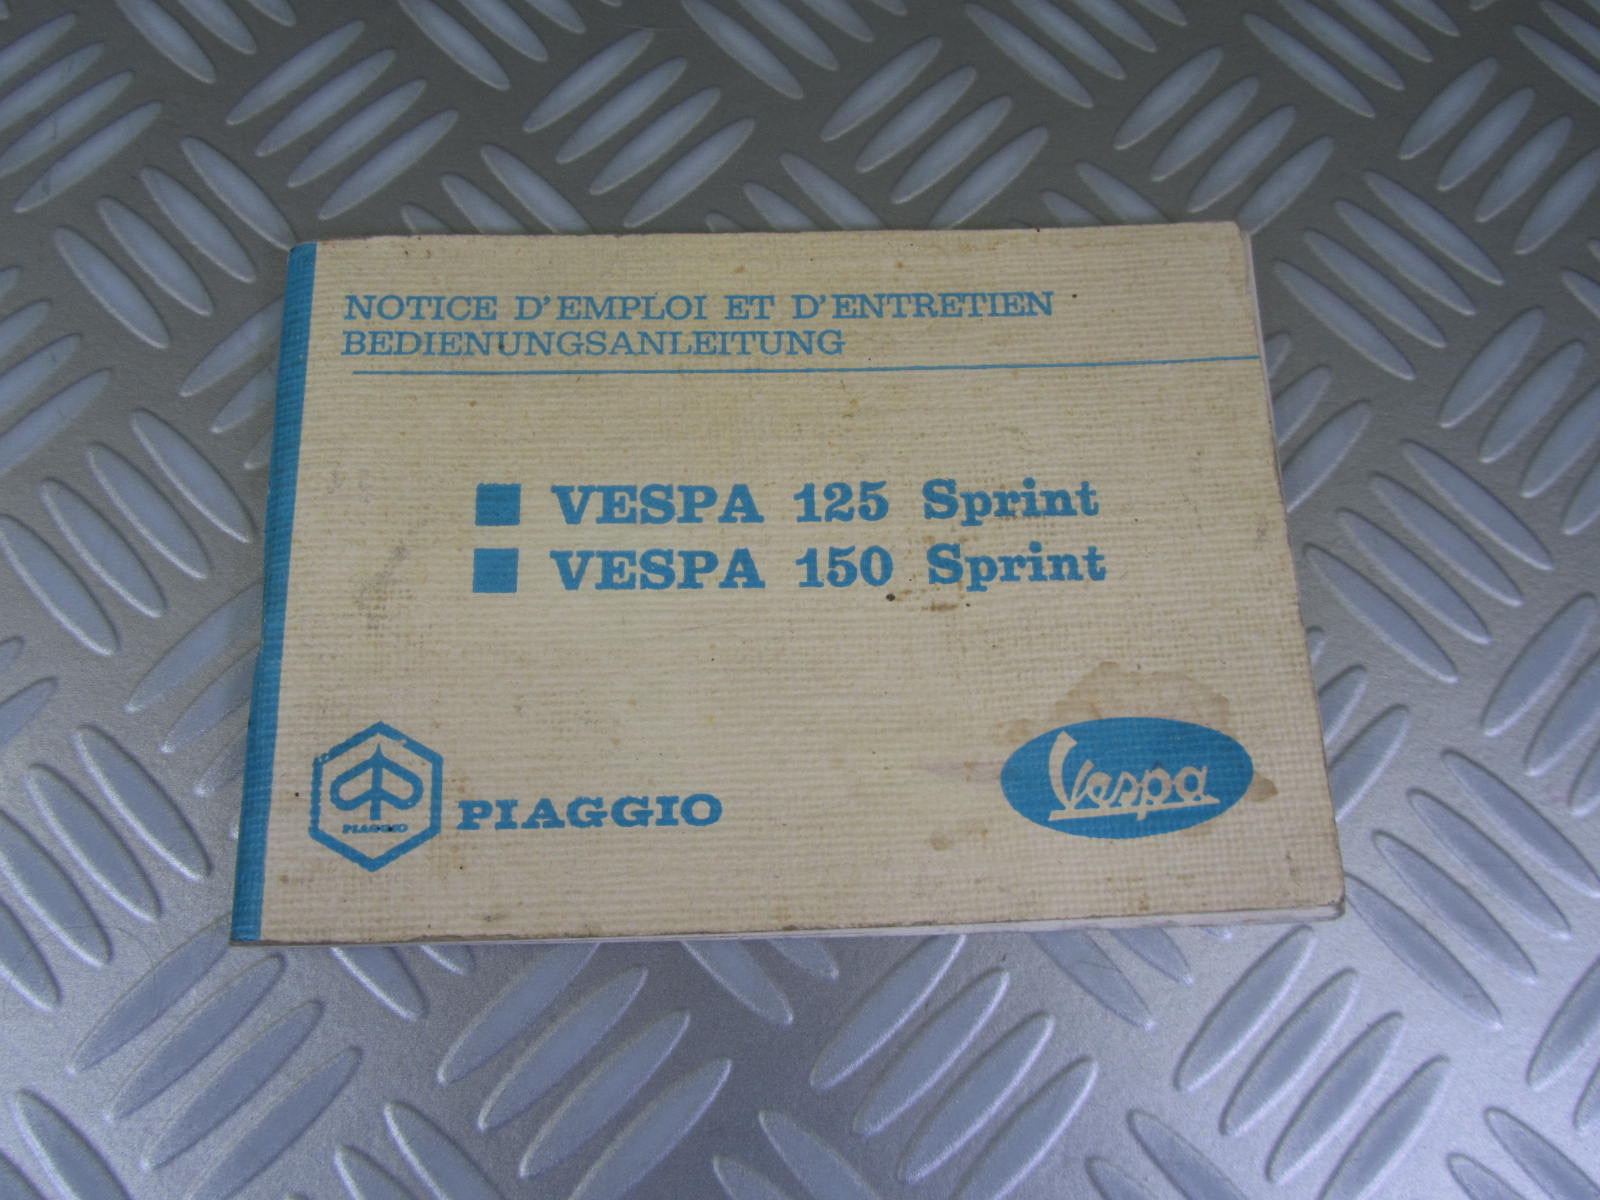 NOTICE D'EMPLOI ET D'ENTRETIEN
BEDIENUNGSANLEITUNG
VESPA 125 Sprint
VESPA 150 Sprint
PIAGGIO
PIAGGIO
Vespa